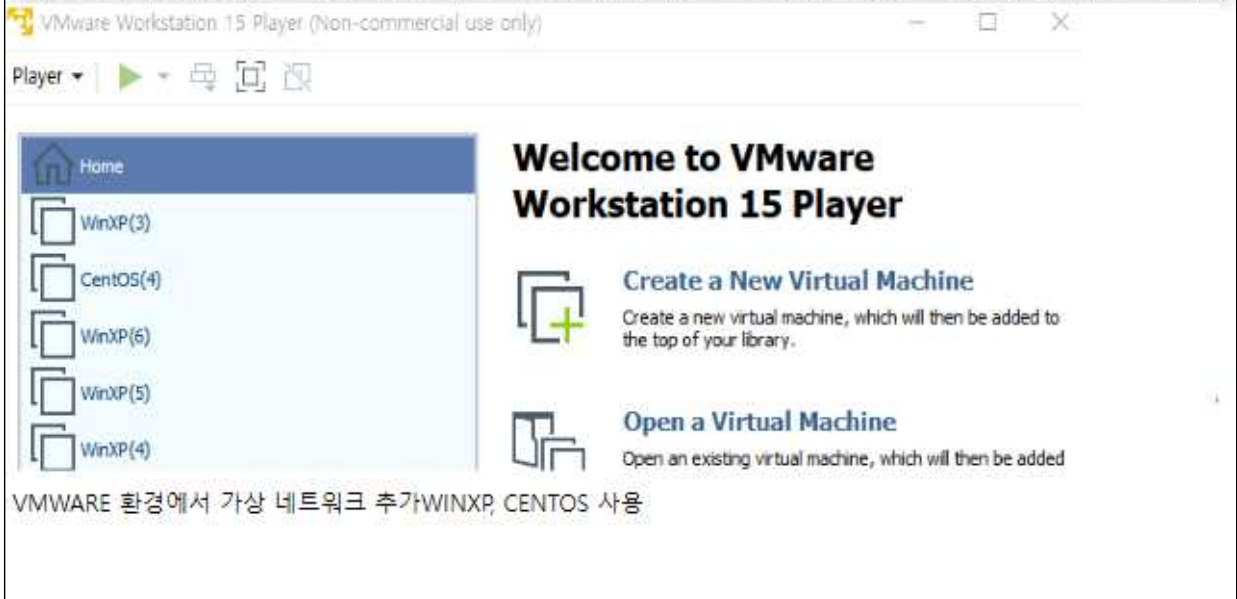 VMware Workstation 15 Player (Non-commercial use only)
Player
Home
WinXP(3)
CentOS(4)
WinXP(6)
WinXP(5)
WinXP(4)
Welcome to VMware
Workstation 15 Player
Create a New Virtual Machine
Create a new virtual machine, which will then be added to
the top of your library.
Open a Virtual Machine
Open an existing virtual machine, which will then be added
VMWARE 환경에서 가상 네트워크 추가WINXP, CENTOS 사용